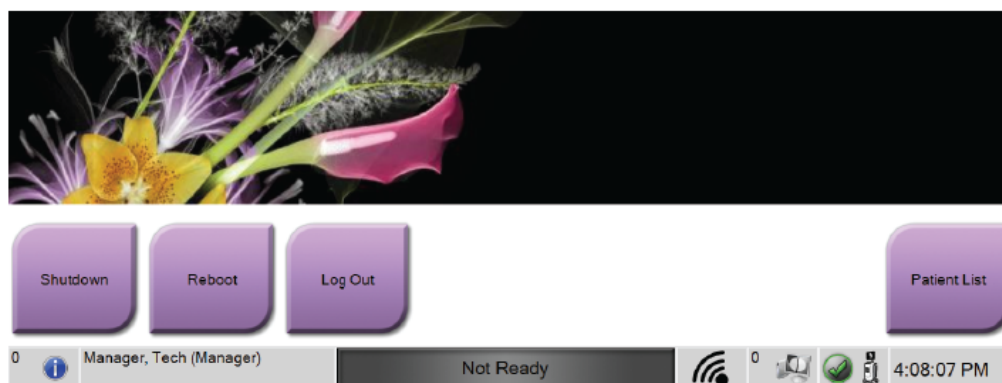 Shutdown
Reboot
Log Out
Patient List
0
Manager, Tech (Manager)
Not Ready
0
4:08:07 PM